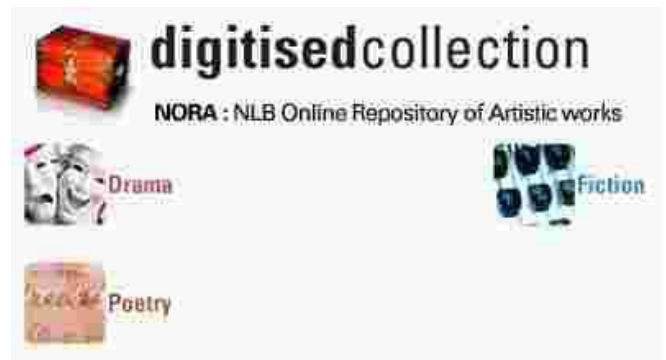 digitisedcollection
NORA : NLB Online Repository of Artistic works
Drama
Fiction
Poetry